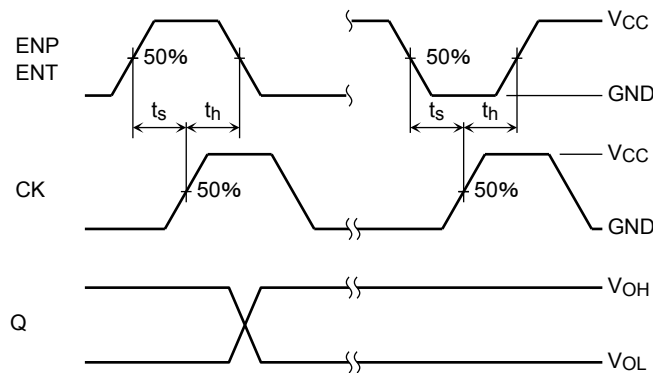 ENP
ENT
50%
50%
VCC
GND
ts
th
ts
th
CK
50%
50%
VCC
GND
Q
VOH
VOL